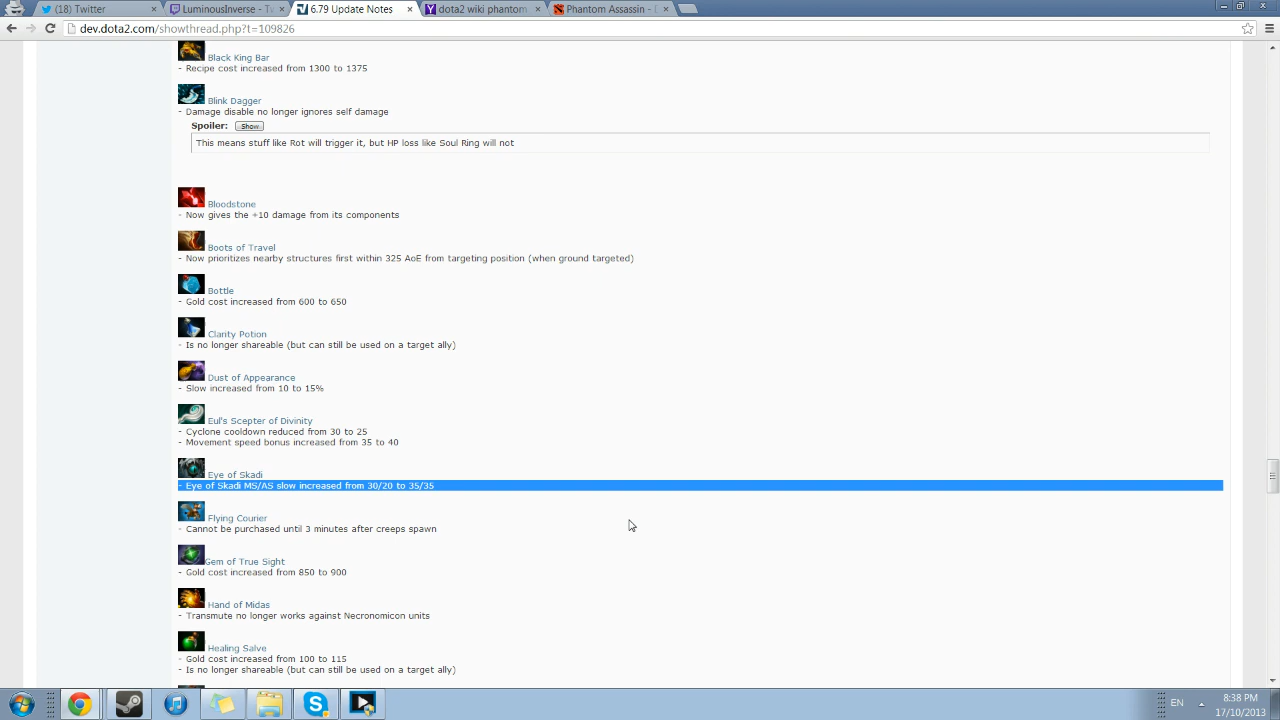 (18) Twitter
LuminousInverse - Tw
6.79 Update Notes
dota2 wiki phantom
Phantom Assassin - D
dev.dota2.com/showthread.php?t=109826
Black King Bar
- Recipe cost increased from 1300 to 1375
Blink Dagger
- Damage disable no longer ignores self damage
Spoiler: Show
This means stuff like Rot will trigger it, but HP loss like Soul Ring will not
Bloodstone
- Now gives the +10 damage from its components
Boots of Travel
- Now prioritizes nearby structures first within 325 AoE from targeting position (when ground targeted)
Bottle
- Gold cost increased from 600 to 650
Clarity Potion
- Is no longer shareable (but can still be used on a target ally)
Dust of Appearance
- Slow increased from 10 to 15%
Eul's Scepter of Divinity
- Cyclone cooldown reduced from 30 to 25
- Movement speed bonus increased from 35 to 40
Eye of Skadi
- Eye of Skadi MS/AS slow increased from 30/20 to 35/35
Flying Courier
- Cannot be purchased until 3 minutes after creeps spawn
Gem of True Sight
- Gold cost increased from 850 to 900
Hand of Midas
- Transmute no longer works against Necronomicon units
Healing Salve
- Gold cost increased from 100 to 115
- Is no longer shareable (but can still be used on a target ally)
EN
8:38 PM
17/10/2013